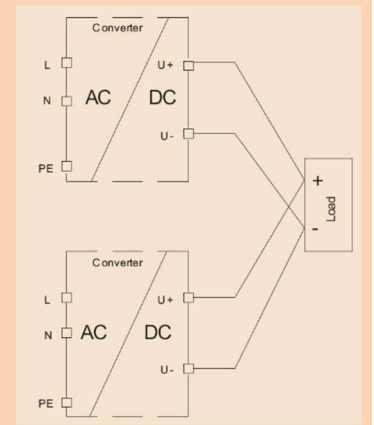 Converter
L
U+
N
AC
DC
U-
PE
+
Load
-
Converter
L
U+
N
AC
DC
U-
PE